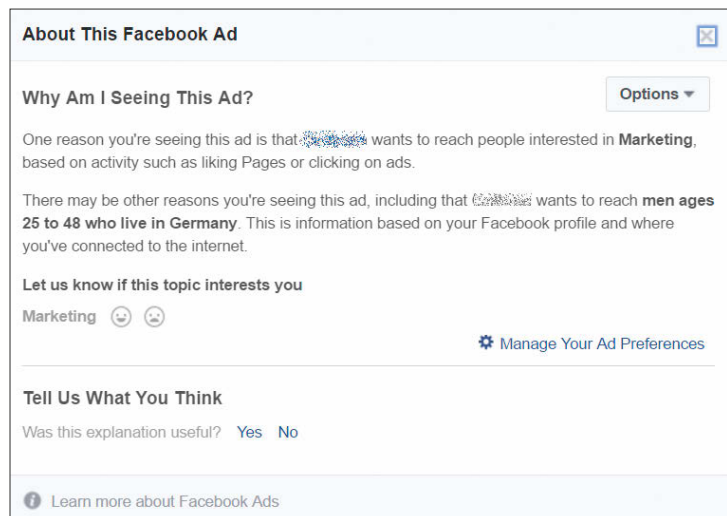 About This Facebook Ad
Why Am I Seeing This Ad?
Options
One reason you're seeing this ad is that wants to reach people interested in Marketing,
based on activity such as liking Pages or clicking on ads.
There may be other reasons you're seeing this ad, including that wants to reach men ages
25 to 48 who live in Germany. This is information based on your Facebook profile and where
you've connected to the internet.
Let us know if this topic interests you
Marketing
Manage Your Ad Preferences
Tell Us What You Think
Was this explanation useful? Yes No
Learn more about Facebook Ads